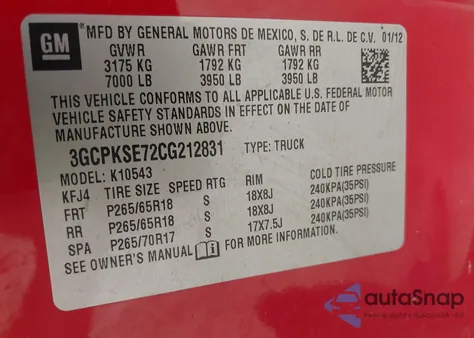 GM
*MFD BY GENERAL MOTORS DE MEXICO, S. DE R.L. DE C.V. 01/12
GVWR GAWR FRT GAWR RR
3175 KG 1792 KG 1792 KG
7000 LB 3950 LB 3950 LB
THIS VEHICLE CONFORMS TO ALL APPLICABLE U.S. FEDERAL MOTOR
VEHICLE SAFETY STANDARDS IN EFFECT ON THE DATE OF
MANUFACTURE SHOWN ABOVE.
3GCPKSE72CG212831 TYPE: TRUCK
MODEL: K10543
KFJ4 TIRE SIZE SPEED RTG RIM COLD TIRE PRESSURE
FRT P265/65R18 S 18X8J 240KPA(35PSI)
RR P265/65R18 S 18X8J 240KPA(35PSI)
SPA P265/70R17 S 17X7.5J 240KPA(35PSI)
SEE OWNER'S MANUAL FOR MORE INFORMATION.
autoSnap